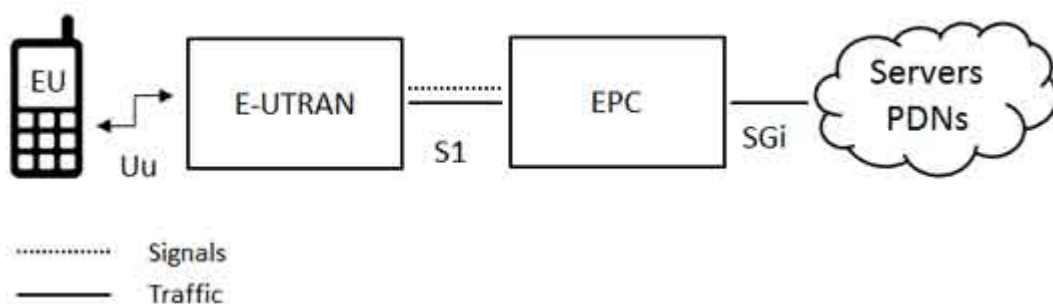 EU
E-UTRAN
EPC
Servers
PDNs
Uu
S1
SGi
Signals
Traffic